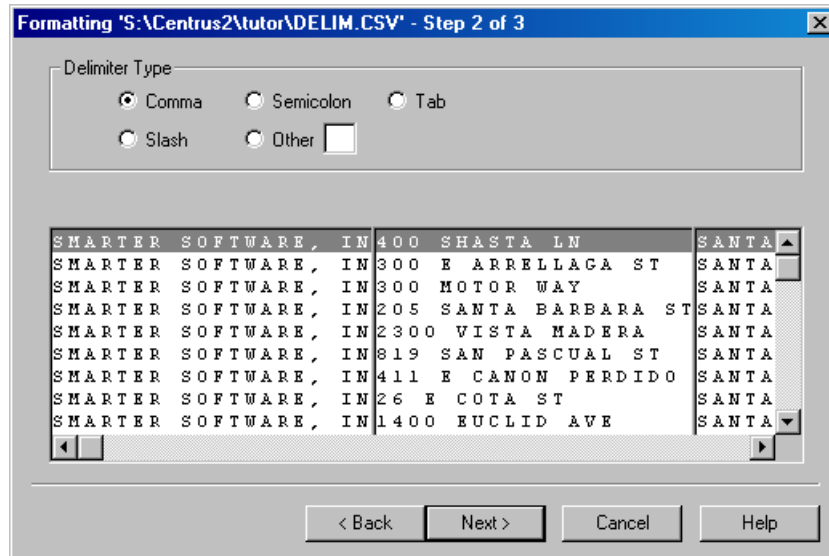 Formatting 'S:\Centrus2\tutor\DELIM.CSV' - Step 2 of 3
Delimiter Type
Comma Semicolon Tab
Slash Other
SMARTER SOFTWARE, IN 400 SHASTA LN SANTA
SMARTER SOFTWARE, IN 300 E ARRELLAGA ST SANTA
SMARTER SOFTWARE, IN 300 MOTOR WAY SANTA
SMARTER SOFTWARE, IN 205 SANTA BARBARA ST SANTA
SMARTER SOFTWARE, IN 2300 VISTA MADERA SANTA
SMARTER SOFTWARE, IN 819 SAN PASCUAL ST SANTA
SMARTER SOFTWARE, IN 411 E CANON PERDIDO SANTA
SMARTER SOFTWARE, IN 26 E COTA ST SANTA
SMARTER SOFTWARE, IN 1400 EUCLID AVE SANTA
< Back Next > Cancel Help